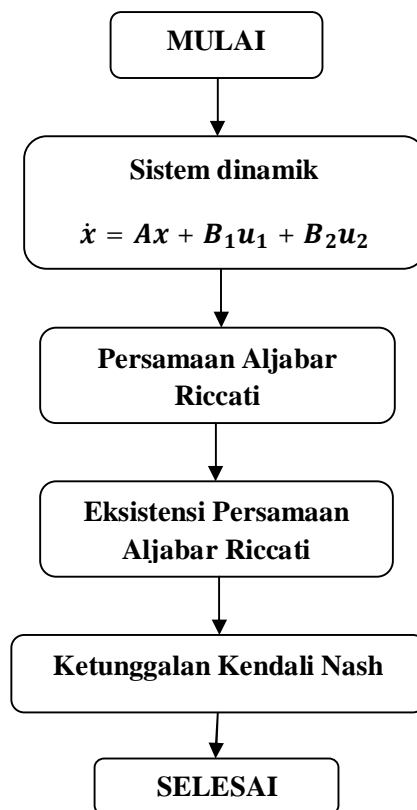 MULAI
Sistem dinamik
ẋ = Ax + B₁u₁ + B₂u₂
Persamaan Aljabar
Riccati
Eksistensi Persamaan
Aljabar Riccati
Ketunggalan Kendali Nash
SELESAI